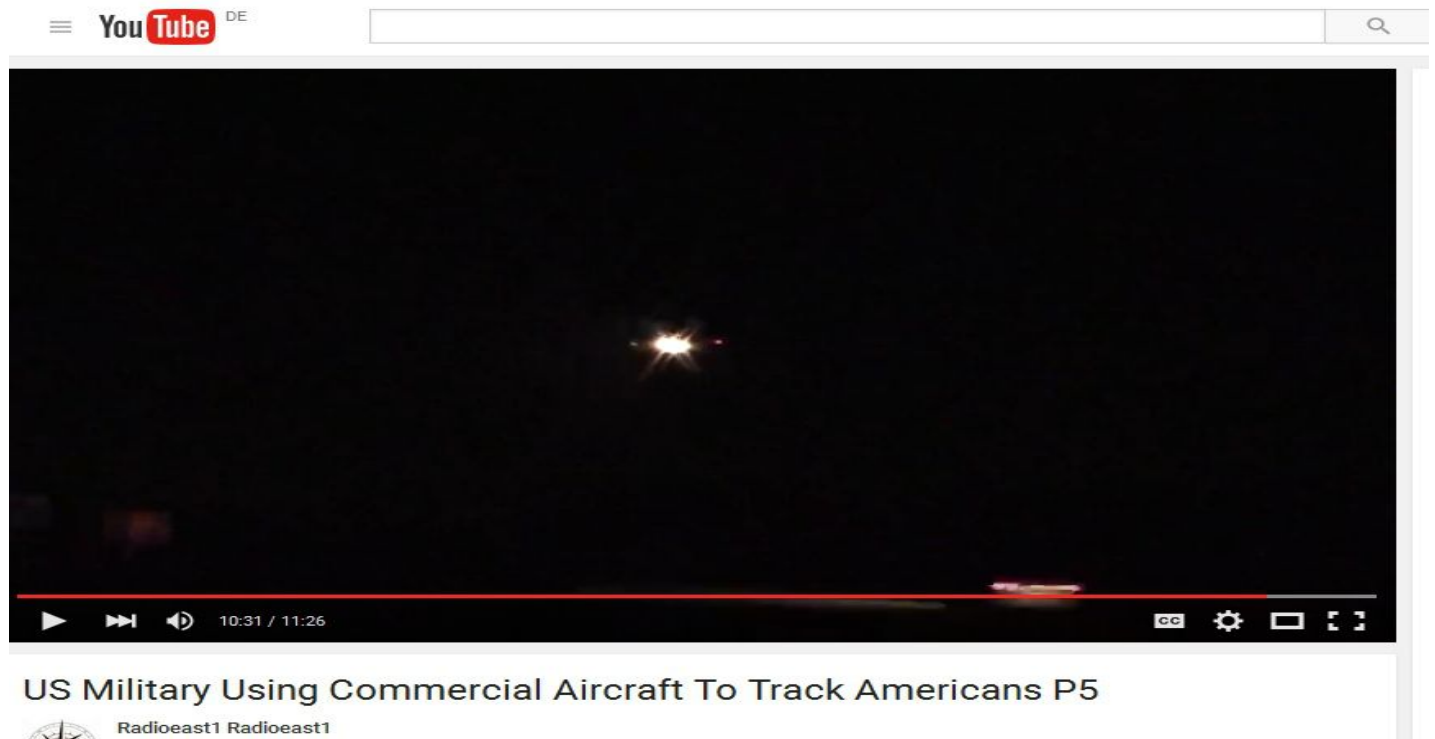 YouTube DE
10:31 / 11:26
CC
US Military Using Commercial Aircraft To Track Americans P5
Radioeast1 Radioeast1